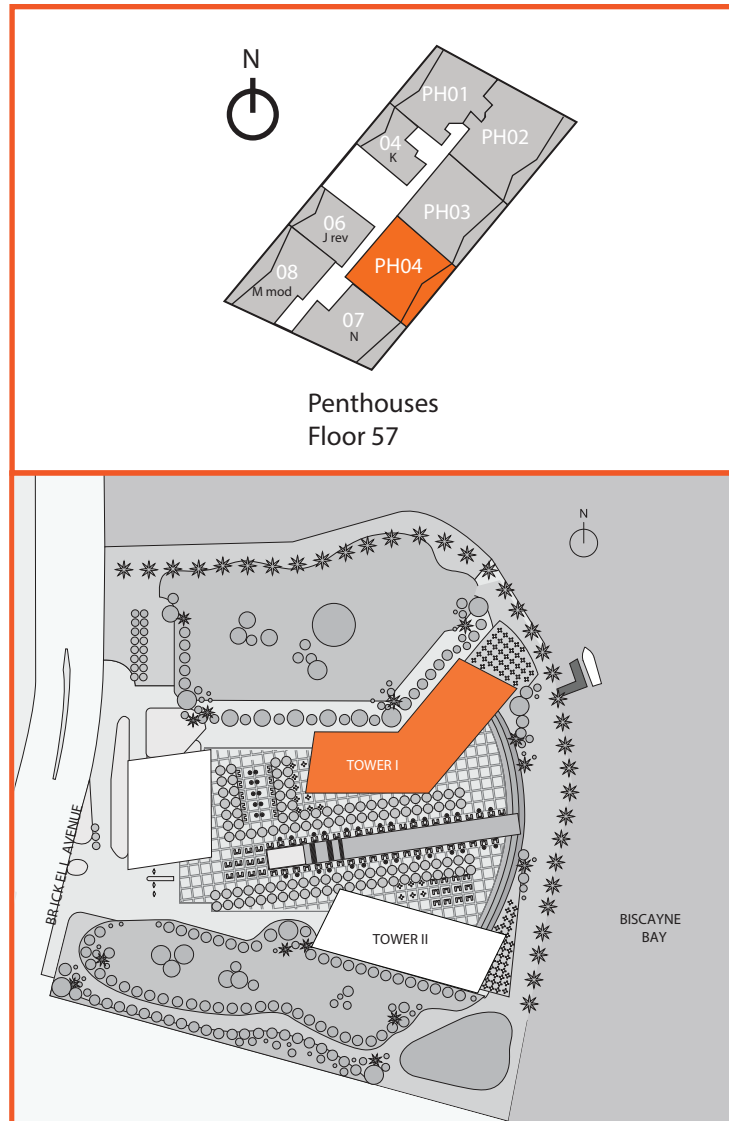 N
PH01
PH02
04
K
PH03
06
J rev
PH04
08
M mod
07
N
Penthouses
Floor 57
N
TOWER I
BRICKELL AVENUE
TOWER II
BISCAYNE
BAY